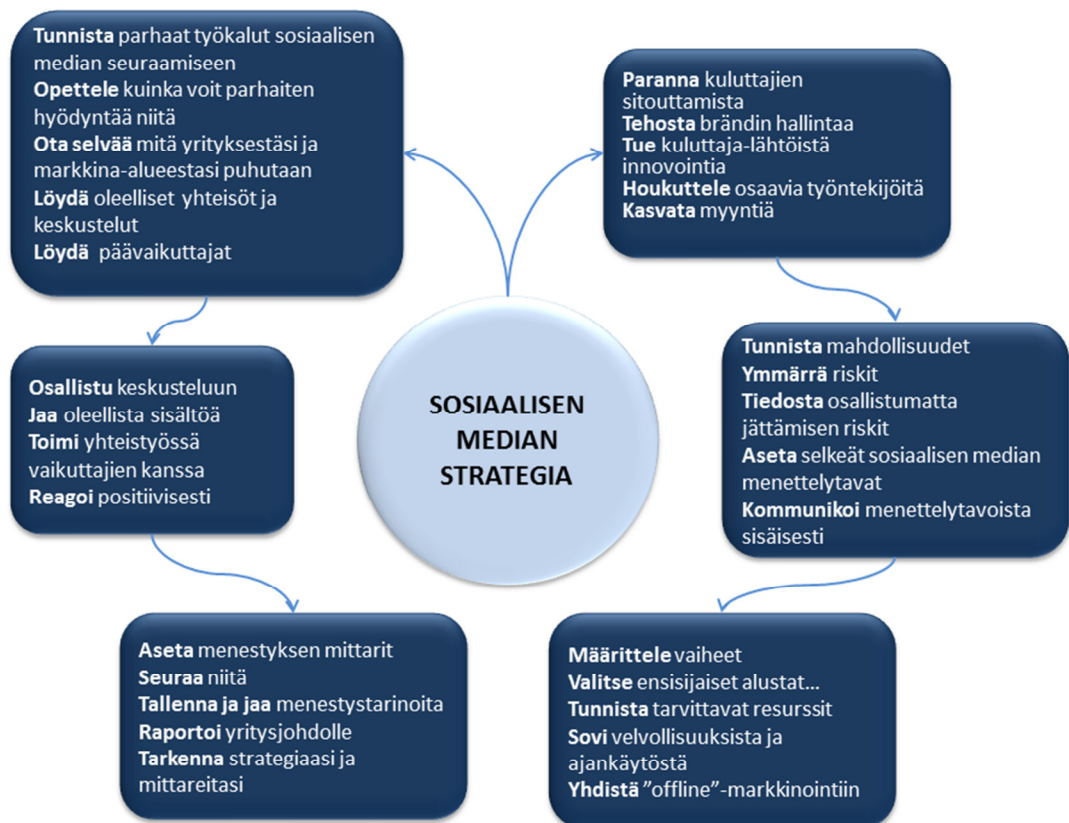 Tunnista parhaat työkalut sosiaalisen
median seuraamiseen
Opettele kuinka voit parhaiten
hyödyntää niitä
Ota selvää mitä yrityksestäsi ja
markkina-alueestasi puhutaan
Löydä oleelliset yhteisöt ja
keskustelut
Löydä päävaikuttajat
Osallistu keskusteluun
Jaa oleellista sisältöä
Toimi yhteistyössä
vaikuttajien kanssa
Reagoi positiivisesti
Aseta menestyksen mittarit
Seuraa niitä
Tallenna ja jaa menestystarinoita
Raportoi yritysjohdolle
Tarkenna strategiaasi ja
mittareitasi
SOSIAALISEN
MEDIAN
STRATEGIA
Paranna kuluttajien
sitouttamista
Tehosta brändin hallintaa
Tue kuluttaja-lähtöistä
innovointia
Houkuttele osaavia työntekijöitä
Kasvata myyntiä
Tunnista mahdollisuudet
Ymmärrä riskit
Tiedosta osallistumatta
jättämisen riskit
Aseta selkeät sosiaalisen median
menettelytavat
Kommunikoi menettelytavoista
sisäisesti
Määrittele vaiheet
Valitse ensisijaiset alustat…
Tunnista tarvittavat resurssit
Sovi velvollisuuksista ja
ajankäytöstä
Yhdistä ”offline”-markkinointiin